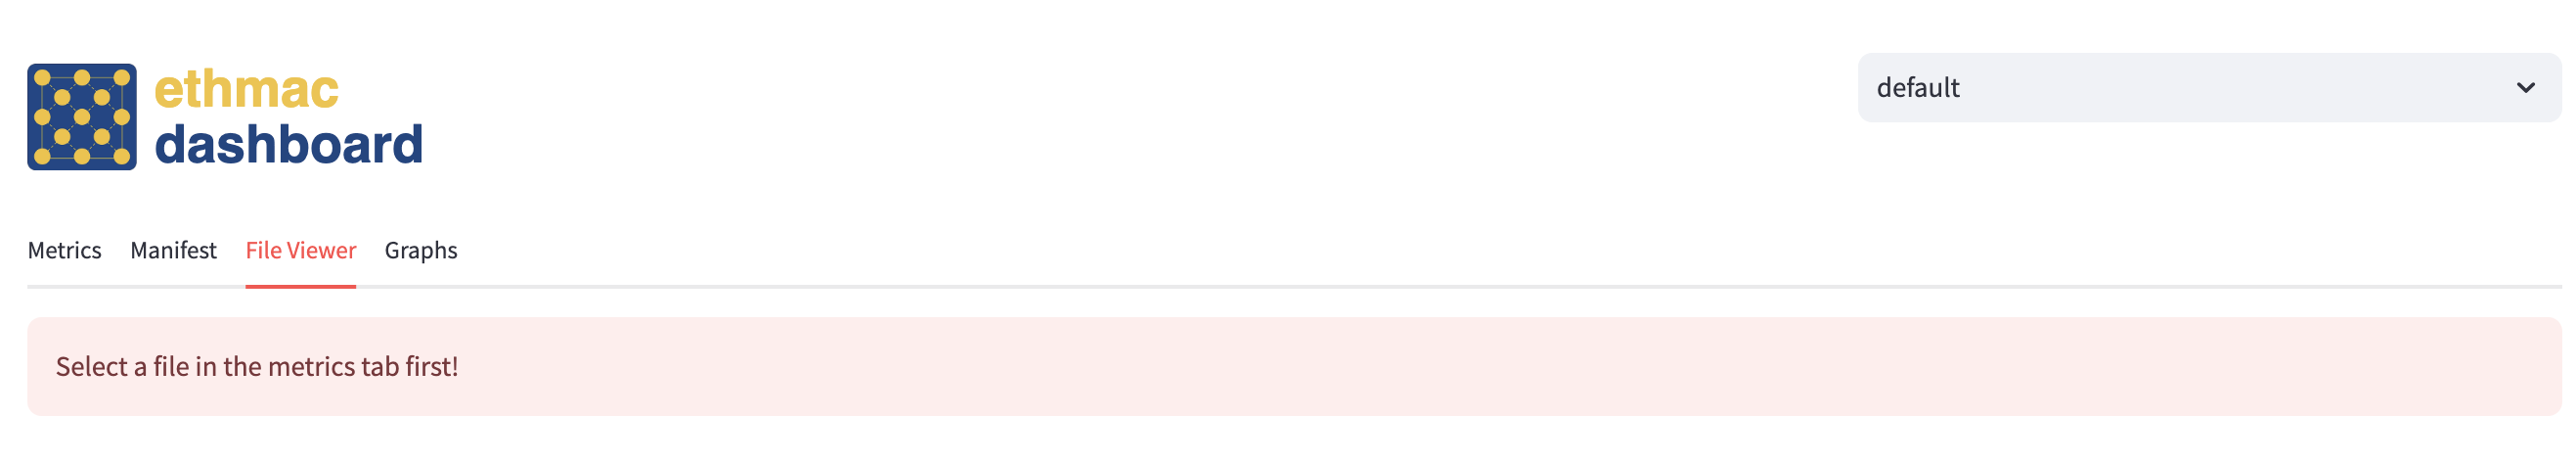 ethmac
dashboard
default
Metrics Manifest File Viewer Graphs
Select a file in the metrics tab first!